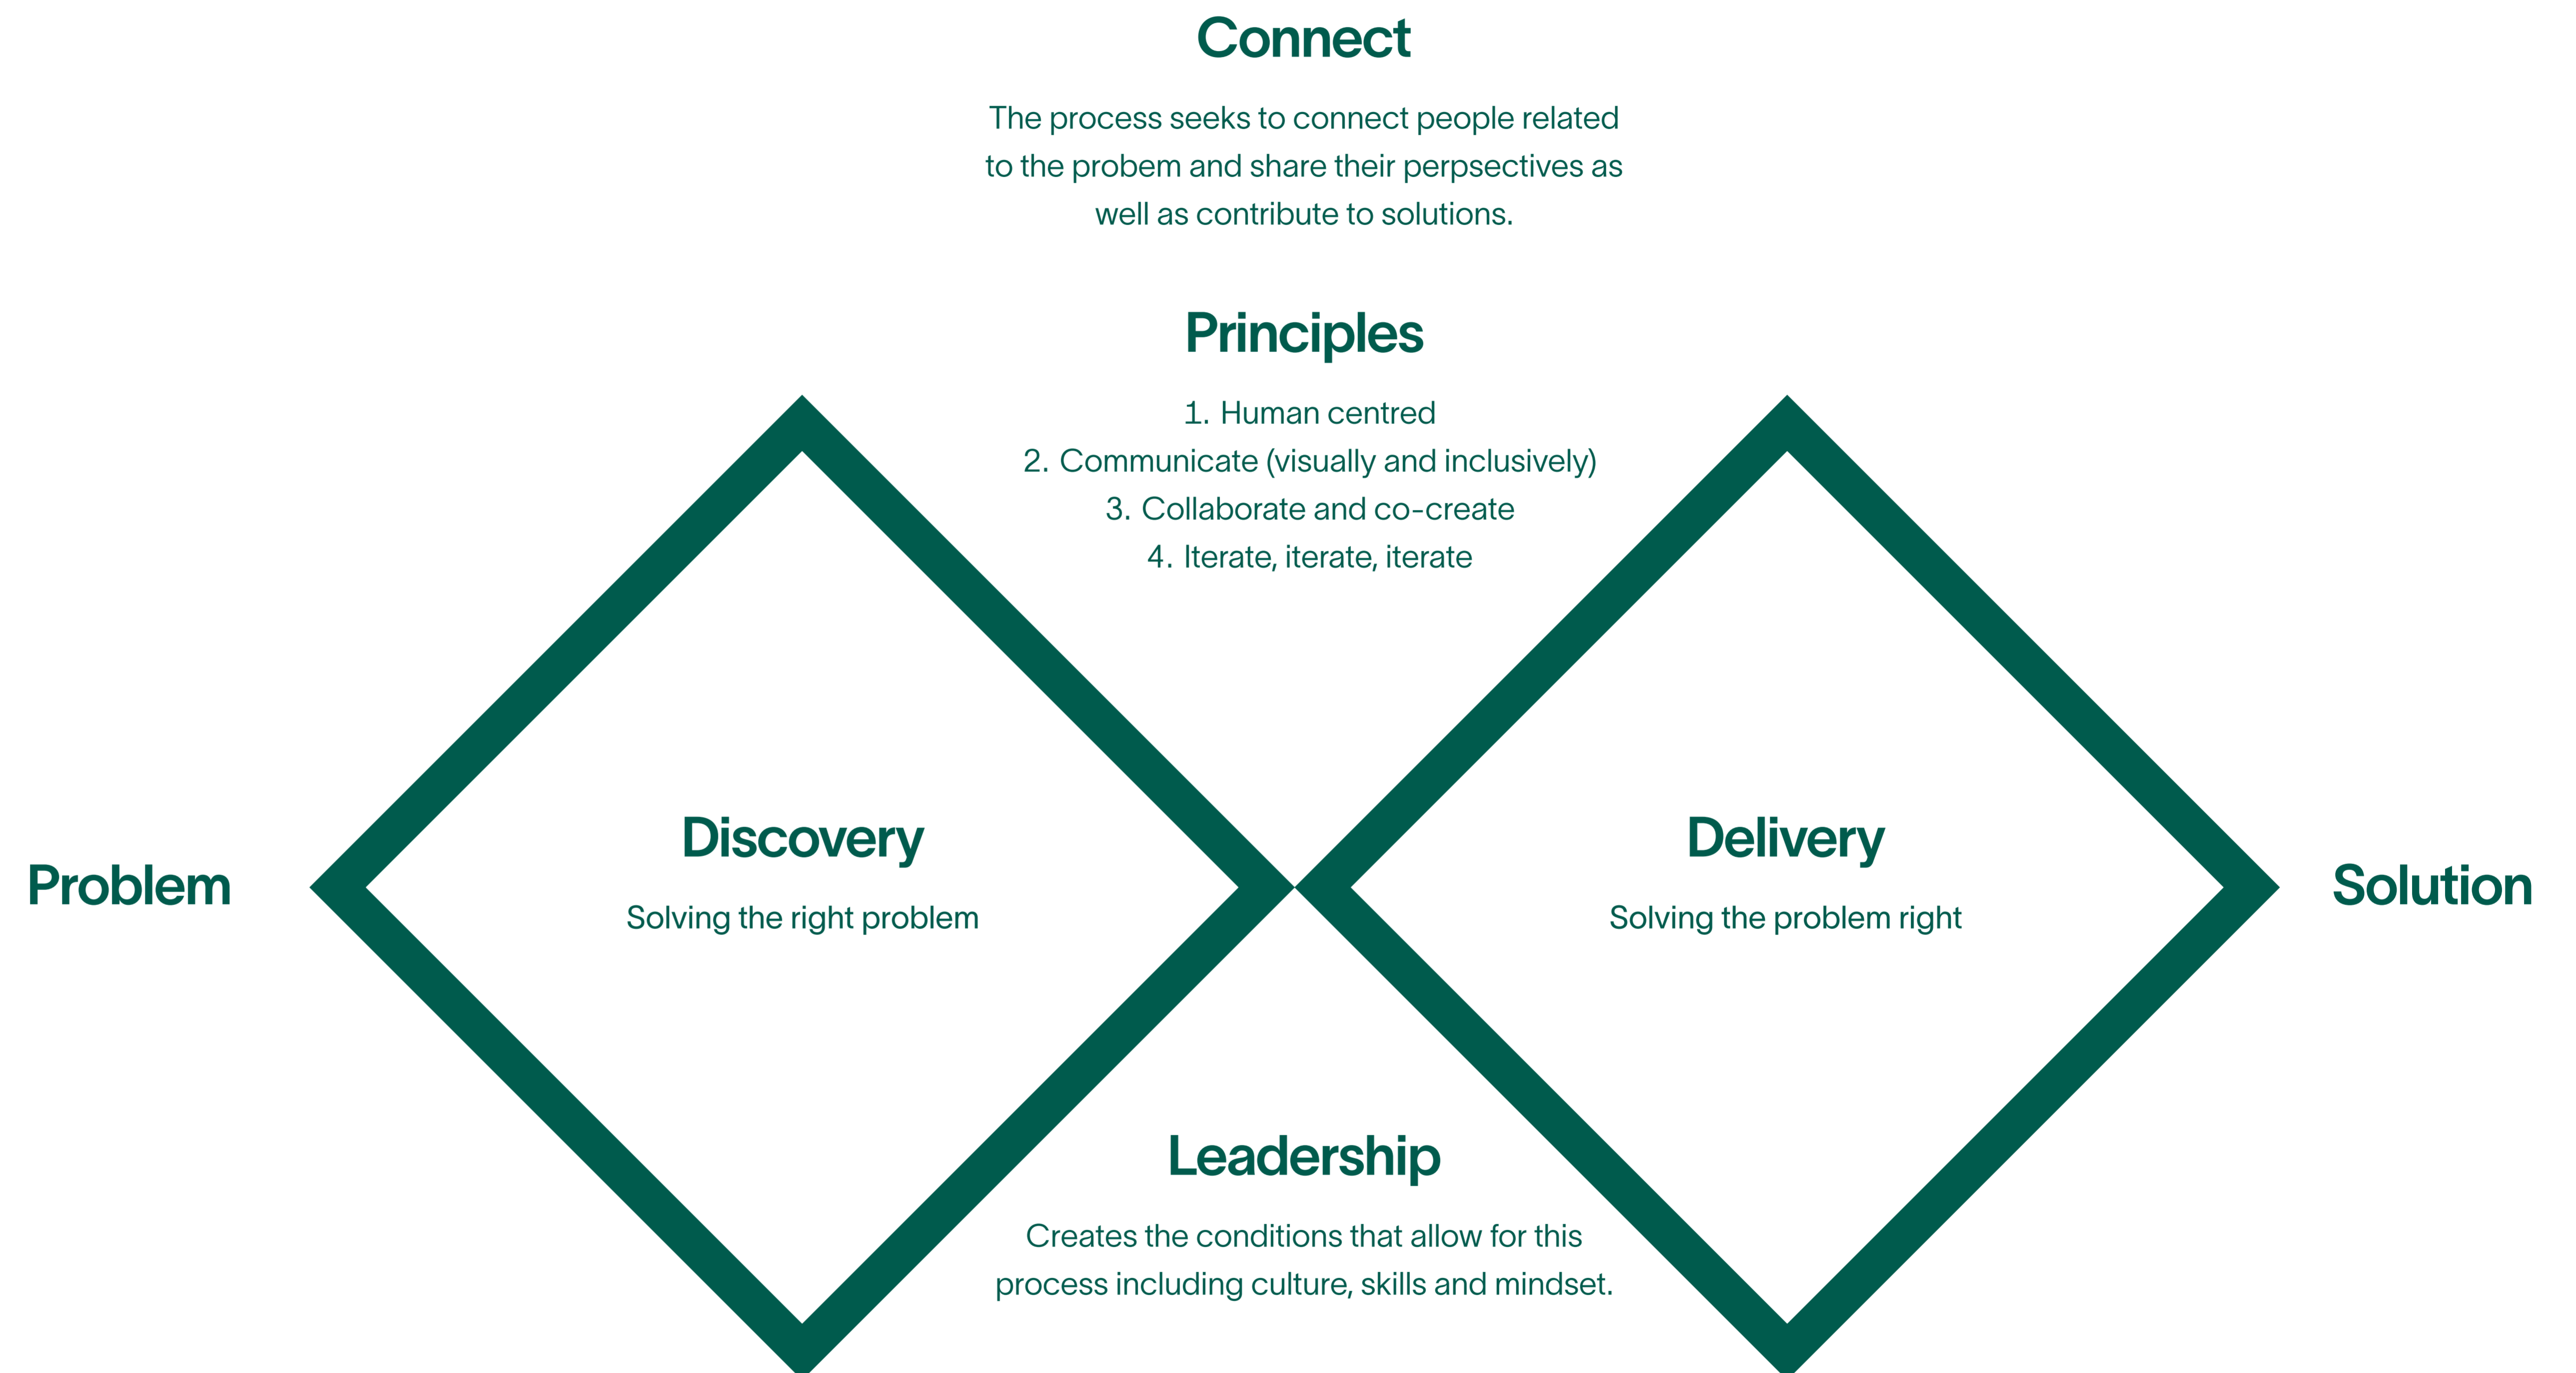 Connect
The process seeks to connect people related
to the probem and share their perpsectives as
well as contribute to solutions.
Principles
1. Human centred
2. Communicate (visually and inclusively)
3. Collaborate and co-create
4. Iterate, iterate, iterate
Problem
Discovery
Solving the right problem
Delivery
Solving the problem right
Solution
Leadership
Creates the conditions that allow for this
process including culture, skills and mindset.